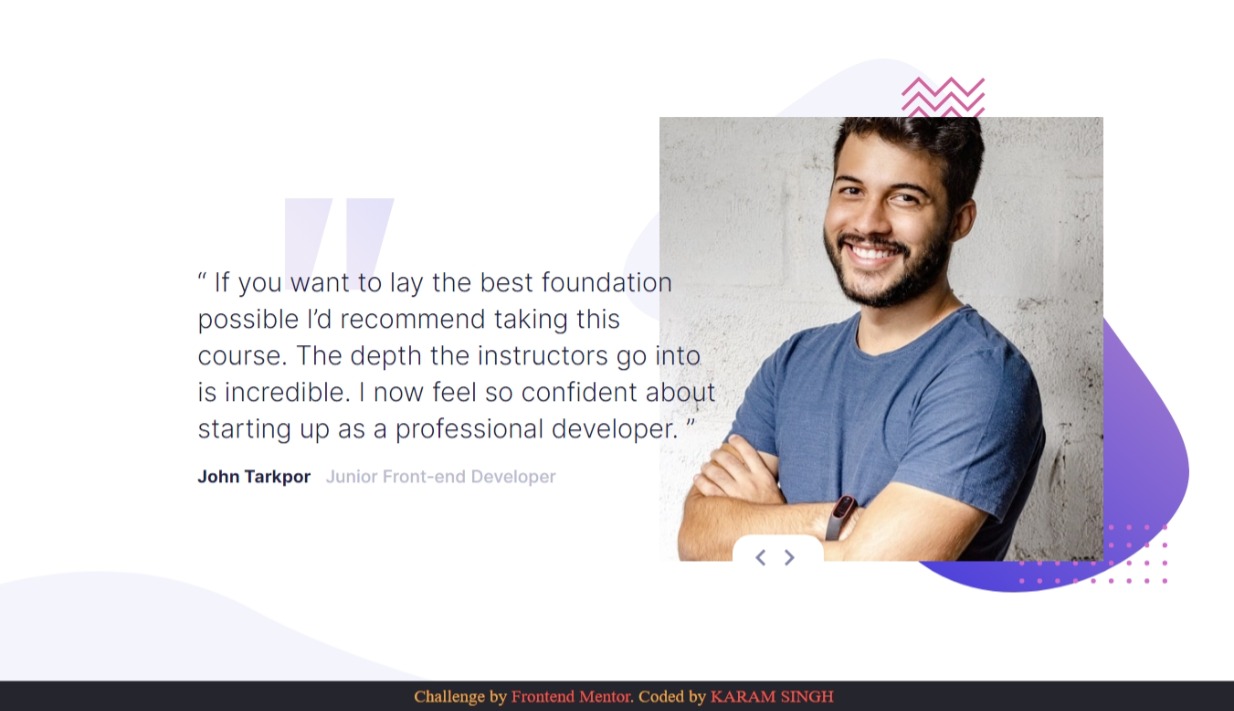 “ If you want to lay the best foundation
possible I’d recommend taking this
course. The depth the instructors go into
is incredible. I now feel so confident about
starting up as a professional developer. ”
John Tarkpor Junior Front-end Developer
Challenge by Frontend Mentor. Coded by KARAM SINGH